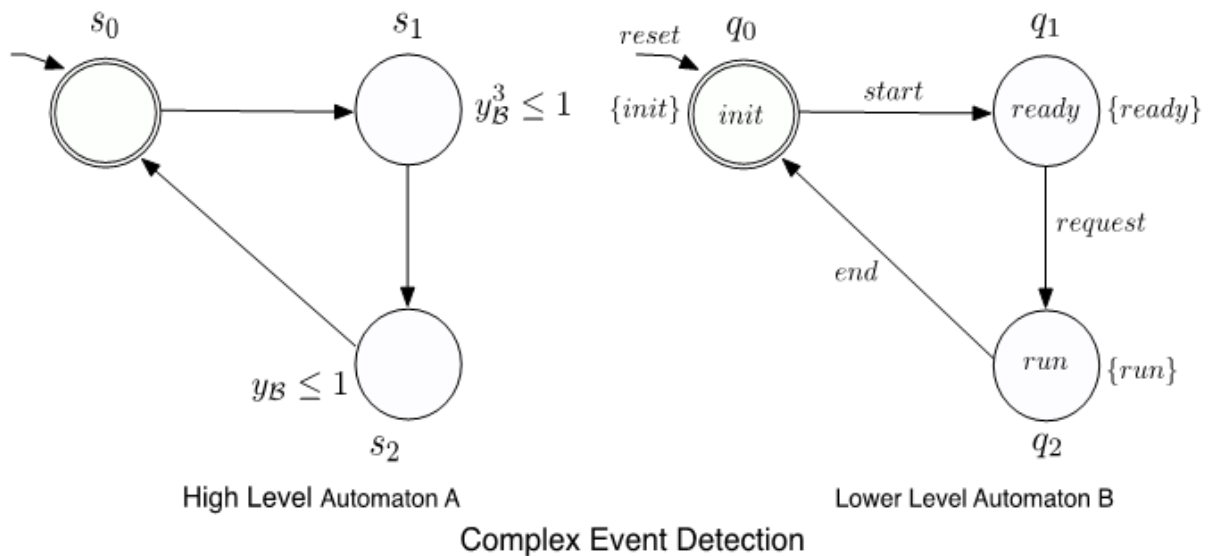 s₀
s₁
y³_ℬ ≤ 1
y_ℬ ≤ 1
s₂
High Level Automaton A
reset
q₀
q₁
{init}
init
start
ready
{ready}
request
end
run
{run}
q₂
Lower Level Automaton B
Complex Event Detection